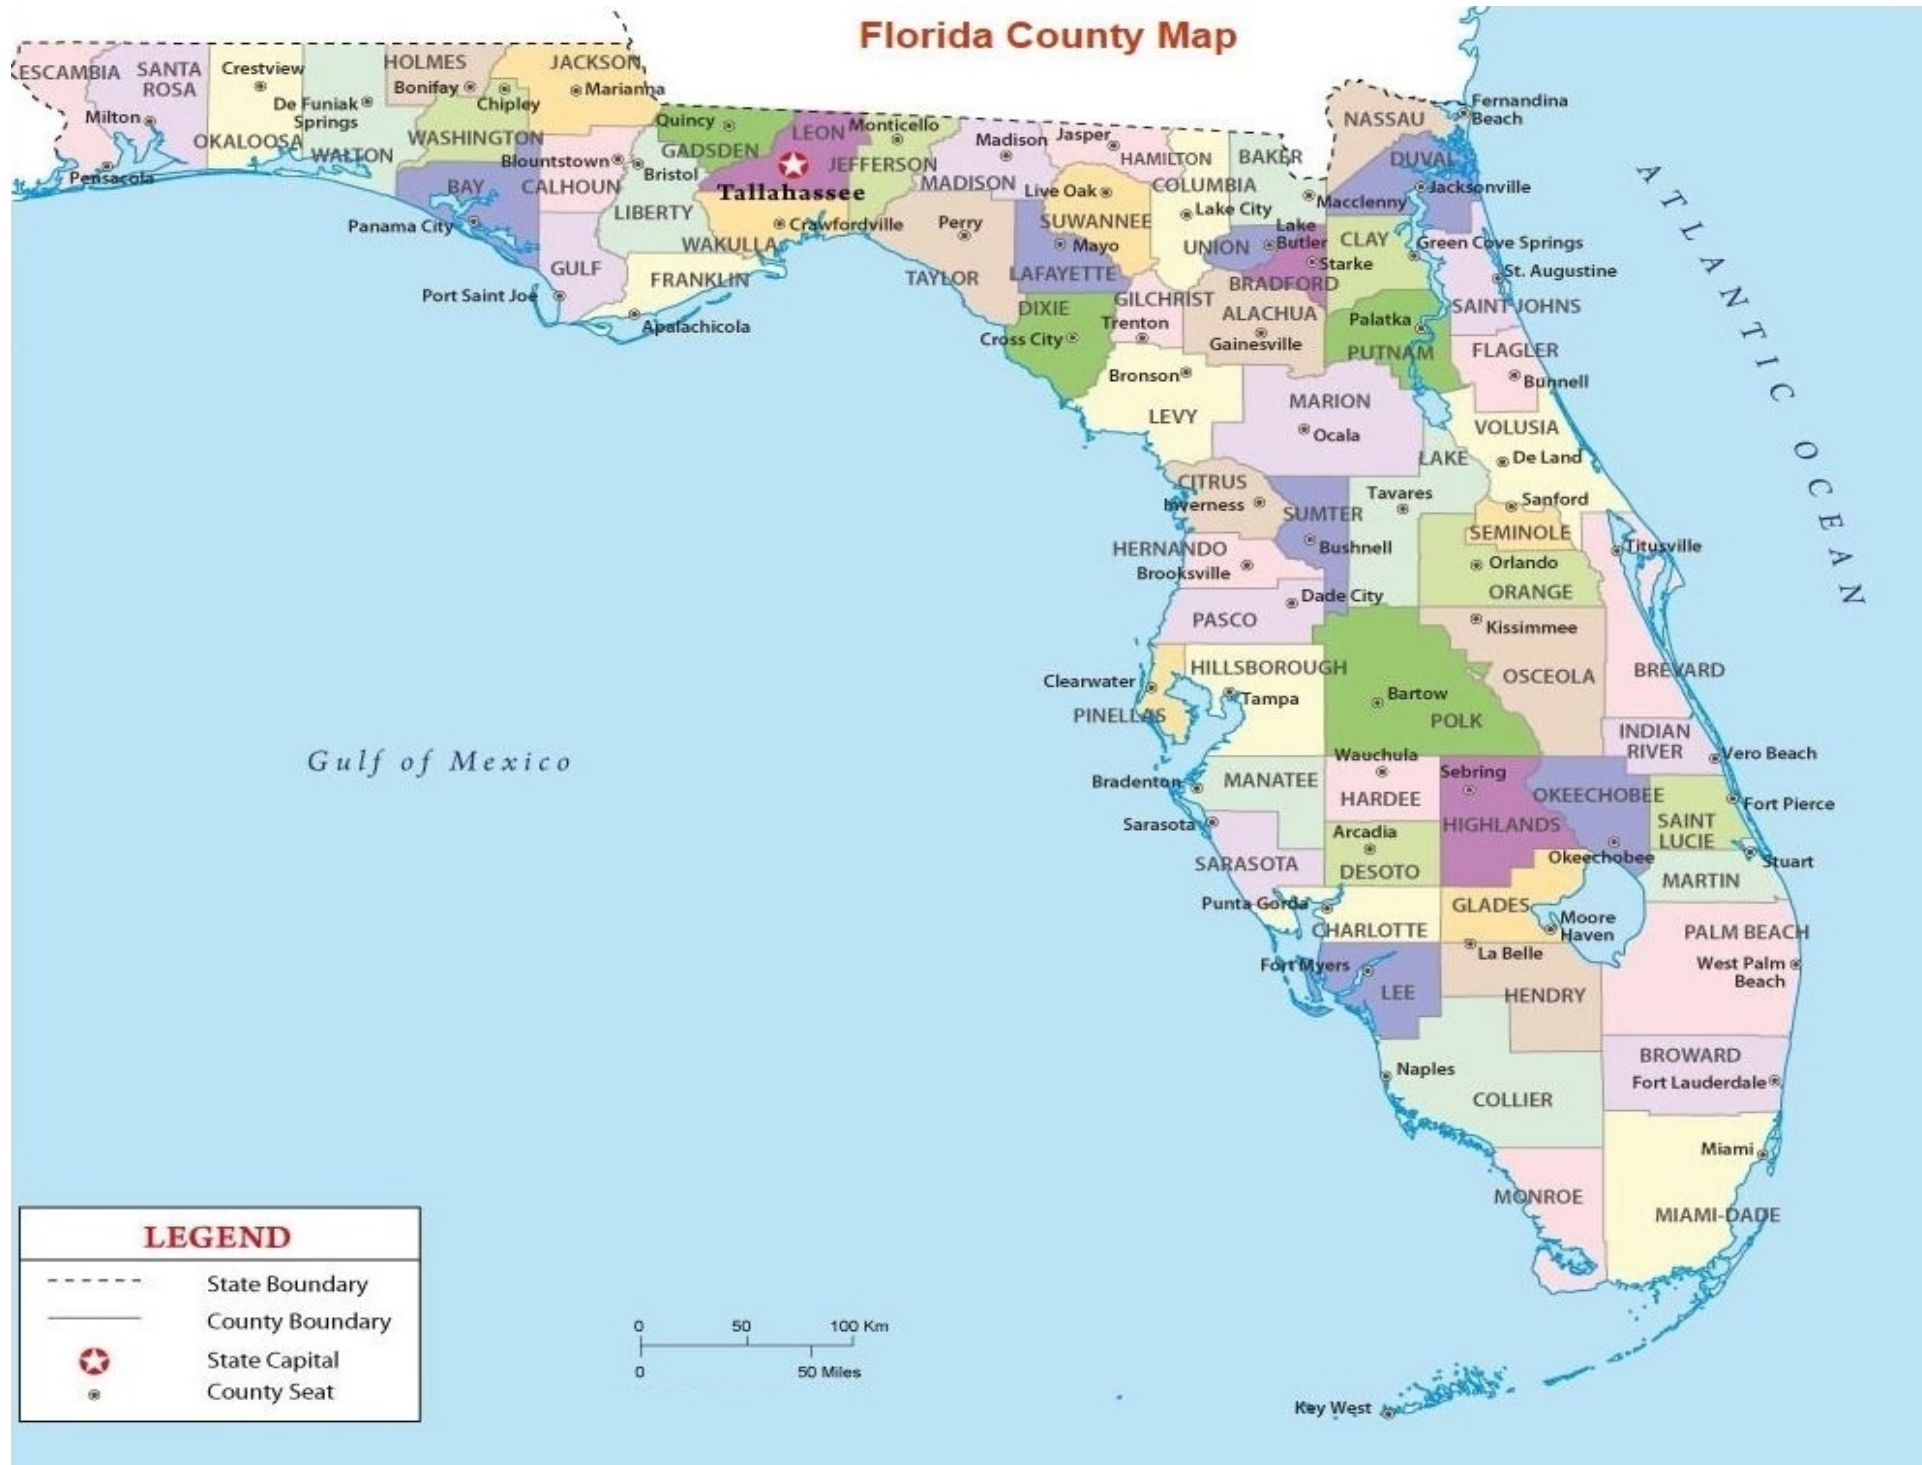 Florida County Map
ESCAMBIA
SANTA
ROSA
Milton
Pensacola
Crestview
OKALOOSA
De Funiak
Springs
WALTON
HOLMES
Bonifay
Chipley
WASHINGTON
JACKSON
Marianna
BAY
Panama City
Blountstown
CALHOUN
GULF
Port Saint Joe
Bristol
LIBERTY
FRANKLIN
Apalachicola
Quincy
GADSDEN
LEON
Tallahassee
WAKULLA
Crawfordville
Monticello
JEFFERSON
Madison
MADISON
Perry
TAYLOR
Jasper
HAMILTON
Live Oak
SUWANNEE
Mayo
LAFAYETTE
DIXIE
Cross City
COLUMBIA
Lake City
BAKER
Macclenny
NASSAU
Fernandina
Beach
DUVAL
Jacksonville
UNION
Lake
Butler
BRADFORD
Starke
CLAY
Green Cove Springs
St. Augustine
SAINT JOHNS
GILCHRIST
Trenton
ALACHUA
Gainesville
Palatka
PUTNAM
FLAGLER
Bunnell
Bronson
LEVY
MARION
Ocala
VOLUSIA
De Land
LAKE
Tavares
CITRUS
Inverness
SUMTER
Bushnell
Sanford
SEMINOLE
Orlando
ORANGE
Titusville
BREVARD
HERNANDO
Brooksville
Dade City
PASCO
Kissimmee
OSCEOLA
HILLSBOROUGH
Tampa
Clearwater
PINELLAS
Bartow
POLK
INDIAN
RIVER
Vero Beach
Bradenton
MANATEE
Wauchula
HARDEE
Sebring
HIGHLANDS
OKEECHOBEE
Okeechobee
SAINT
LUCIE
Fort Pierce
Sarasota
SARASOTA
Arcadia
DESOTO
Stuart
MARTIN
Punta Gorda
CHARLOTTE
GLADES
Moore
Haven
PALM BEACH
West Palm
Beach
Fort Myers
LEE
La Belle
HENDRY
BROWARD
Fort Lauderdale
Naples
COLLIER
Miami
MIAMI-DADE
MONROE
Key West
ATLANTIC OCEAN
Gulf of Mexico
LEGEND
State Boundary
County Boundary
State Capital
County Seat
0 50 100 Km
0 50 Miles